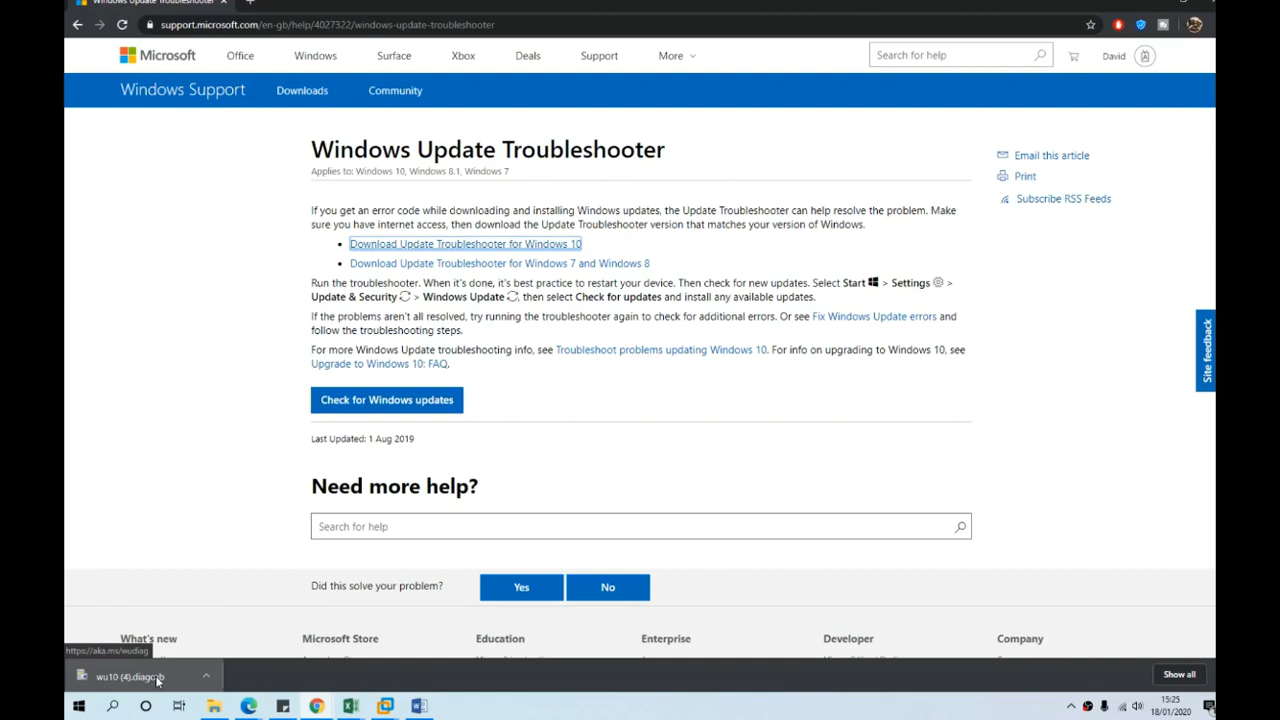 Windows Update Troubleshooter
support.microsoft.com/en-gb/help/4027322/windows-update-troubleshooter
Microsoft Office Windows Surface Xbox Deals Support More Search for help David
Windows Support Downloads Community
Windows Update Troubleshooter
Applies to: Windows 10, Windows 8.1, Windows 7
Email this article
Print
Subscribe RSS Feeds
If you get an error code while downloading and installing Windows updates, the Update Troubleshooter can help resolve the problem. Make
sure you have internet access, then download the Update Troubleshooter version that matches your version of Windows.
• Download Update Troubleshooter for Windows 10
• Download Update Troubleshooter for Windows 7 and Windows 8
Run the troubleshooter. When it's done, it's best practice to restart your device. Then check for new updates. Select Start > Settings >
Update & Security > Windows Update , then select Check for updates and install any available updates.
If the problems aren't all resolved, try running the troubleshooter again to check for additional errors. Or see Fix Windows Update errors and
follow the troubleshooting steps.
For more Windows Update troubleshooting info, see Troubleshoot problems updating Windows 10. For info on upgrading to Windows 10, see
Upgrade to Windows 10: FAQ.
Check for Windows updates
Site feedback
Last Updated: 1 Aug 2019
Need more help?
Search for help
Did this solve your problem? Yes No
What's new Microsoft Store Education Enterprise Developer Company
https://aka.ms/wudiag
wu10 (4).diagcab
Show all
15:25
18/01/2020